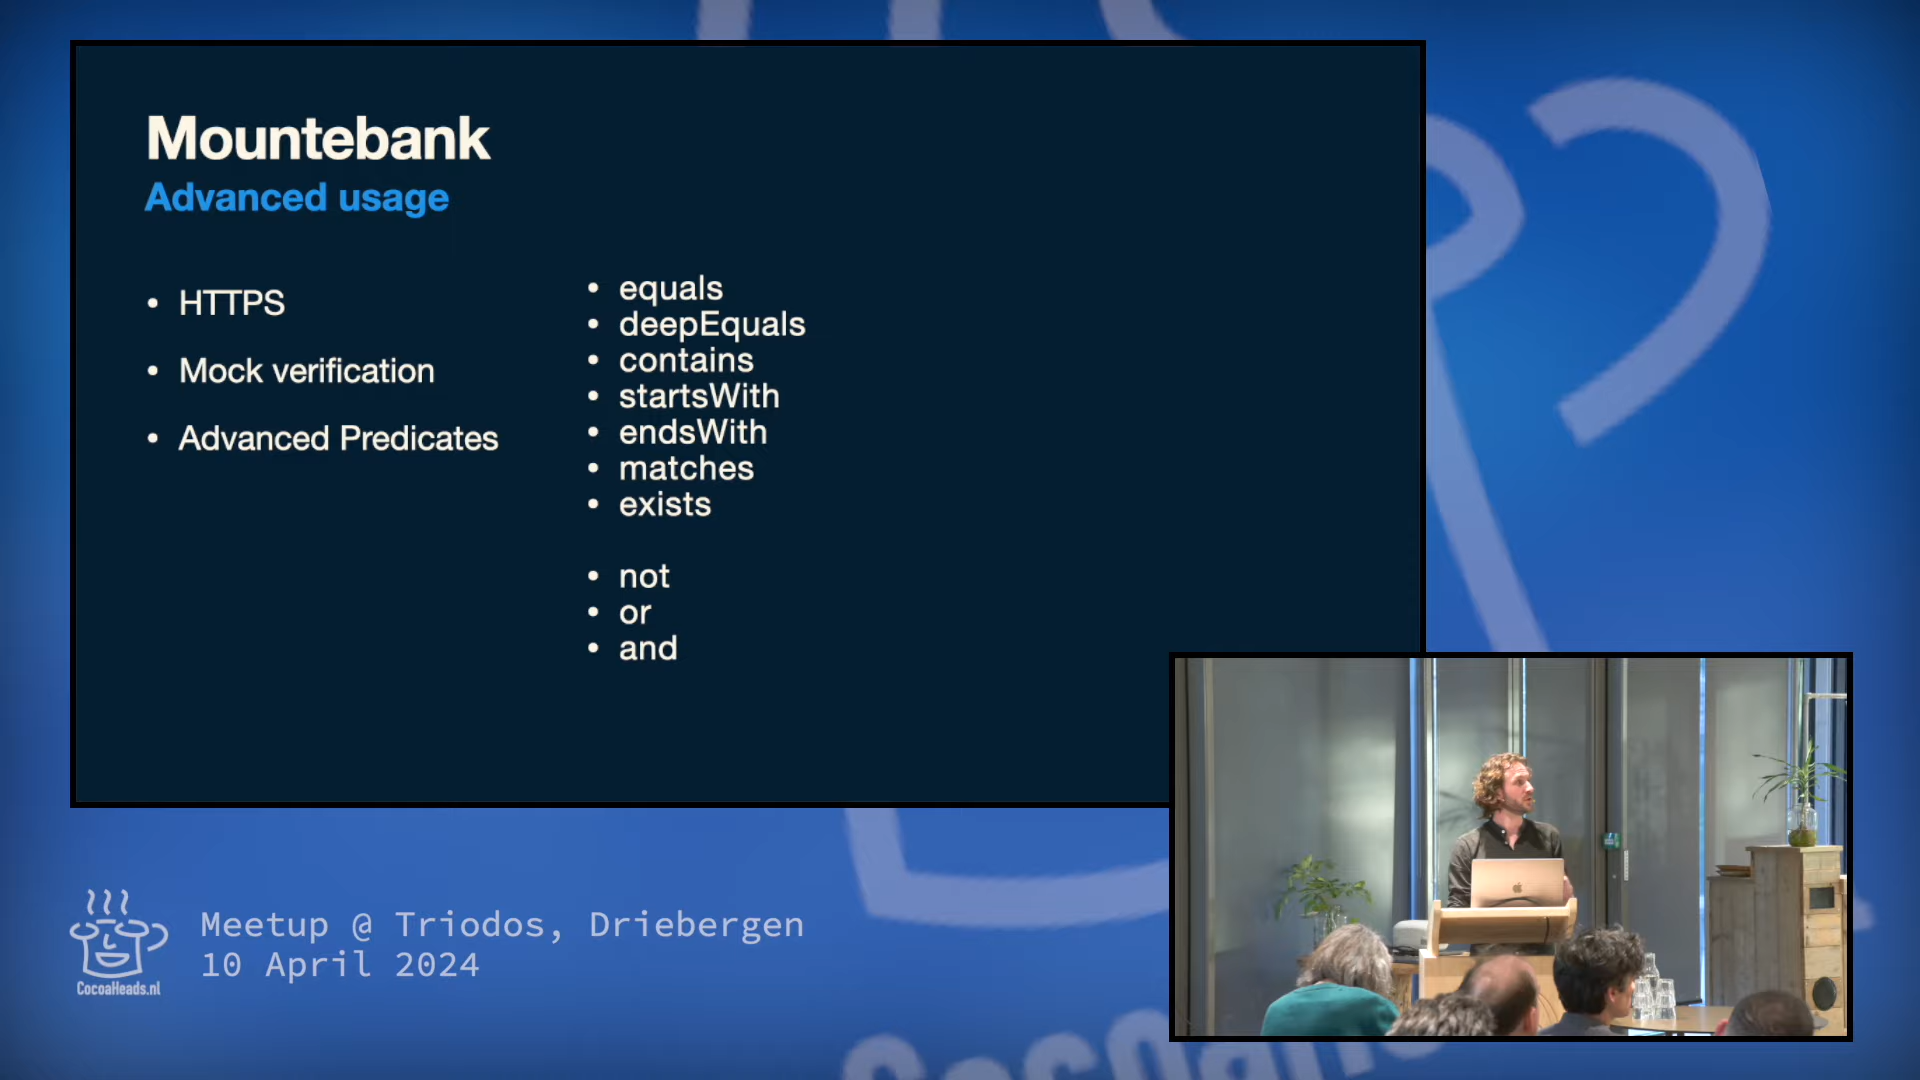 Mountebank
Advanced usage
• HTTPS
• Mock verification
• Advanced Predicates
• equals
• deepEquals
• contains
• startsWith
• endsWith
• matches
• exists
• not
• or
• and
Meetup @ Triodos, Driebergen
10 April 2024
CocoaHeads.nl